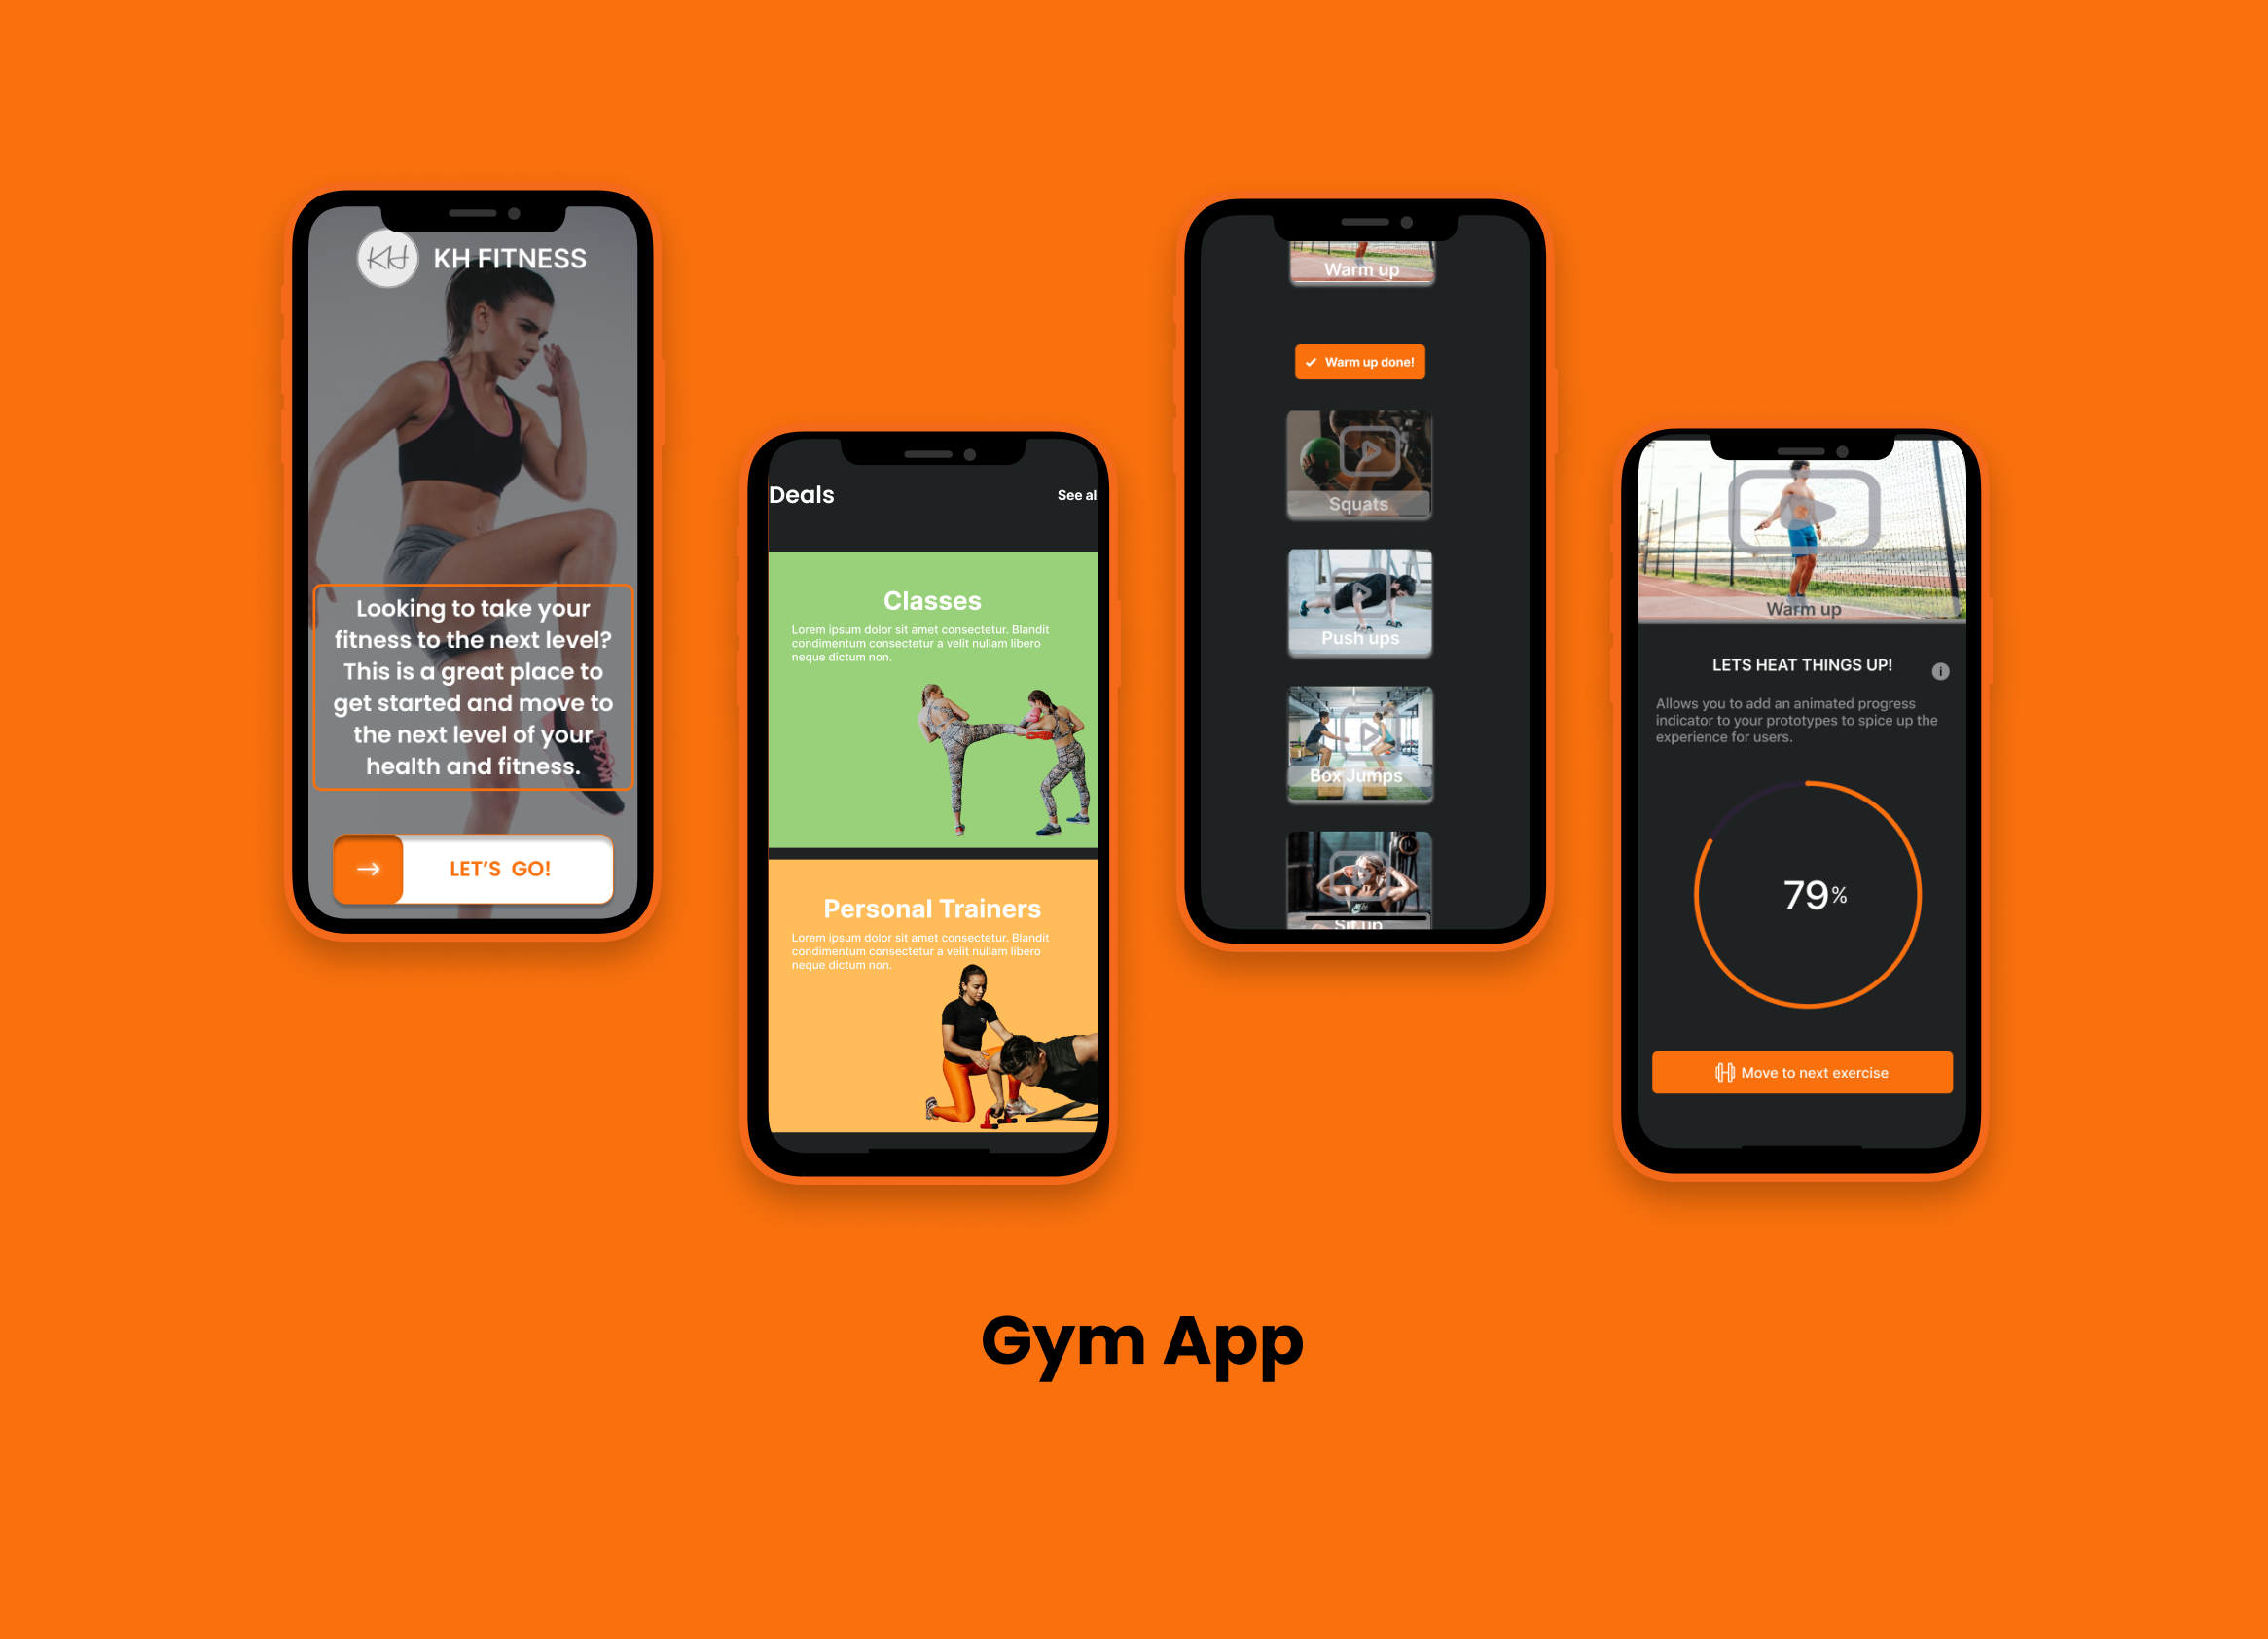 KH
KH FITNESS
Looking to take your
fitness to the next level?
This is a great place to
get started and move to
the next level of your
health and fitness.
LET'S GO!
Deals
See al
Classes
Lorem ipsum dolor sit amet consectetur. Blandit
condimentum consectetur a velit nullam libero
neque dictum non.
Personal Trainers
Lorem ipsum dolor sit amet consectetur. Blandit
condimentum consectetur a velit nullam libero
neque dictum non.
Warm up
Warm up done!
Squats
Push ups
Box Jumps
Sit up
Warm up
LETS HEAT THINGS UP!
i
Allows you to add an animated progress
indicator to your prototypes to spice up the
experience for users.
79%
Move to next exercise
Gym App